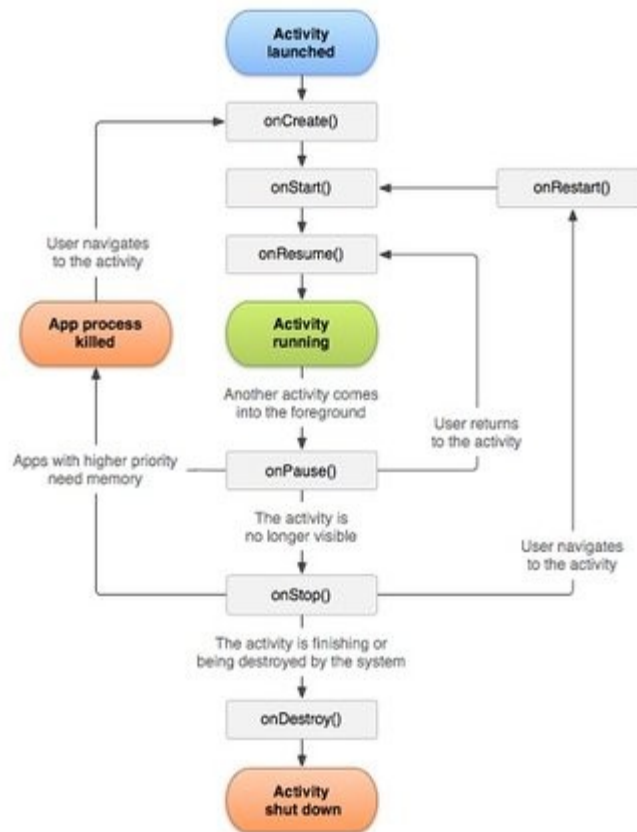 Activity
launched
onCreate()
onStart()
onRestart()
User navigates
to the activity
onResume()
App process
killed
Activity
running
Another activity comes
into the foreground
User returns
to the activity
Apps with higher priority
need memory
onPause()
The activity is
no longer visible
User navigates
to the activity
onStop()
The activity is finishing or
being destroyed by the system
onDestroy()
Activity
shut down